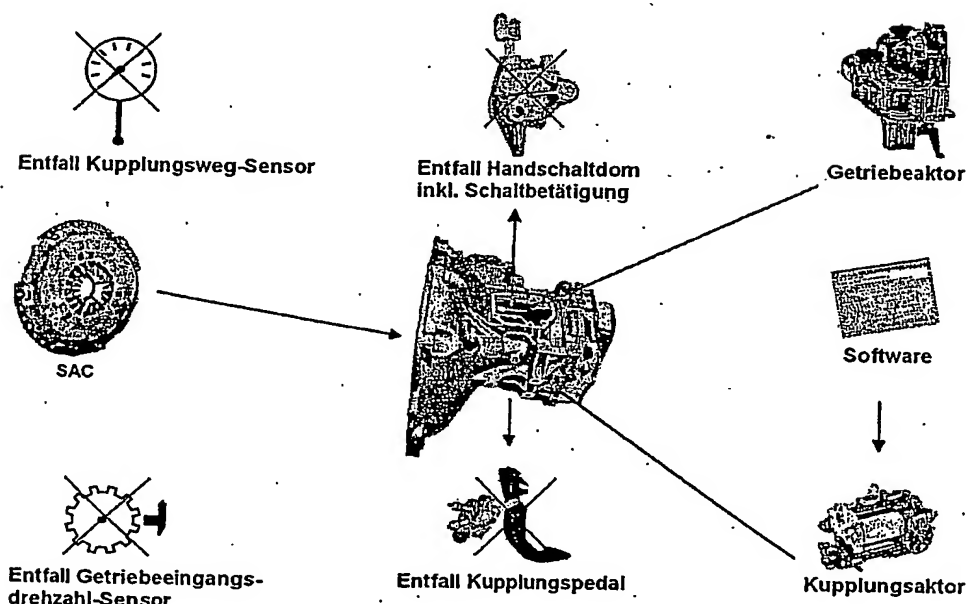 Entfall Kupplungsweg-Sensor
Entfall Handschaltdom
inkl. Schaltbetätigung
Getriebeaktor
SAC
Software
Entfall Getriebeeingangs-
drehzahl-Sensor
Entfall Kupplungspedal
Kupplungsaktor